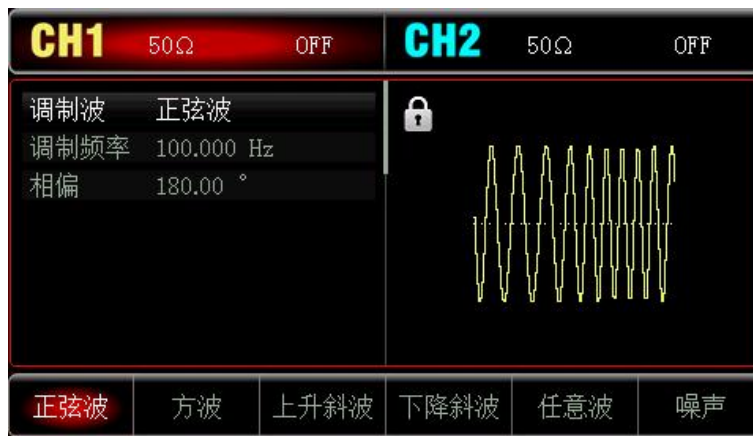 CH1 50Ω OFF CH2 50Ω OFF
调制波 正弦波
调制频率 100.000 Hz
相偏 180.00 °
正弦波 方波 上升斜波 下降斜波 任意波 噪声